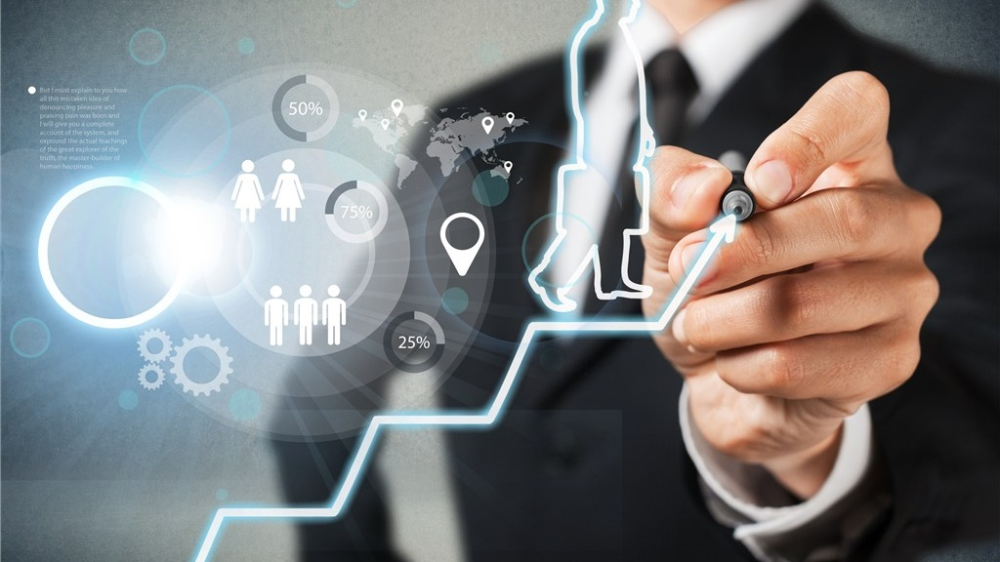 But I must explain to you how
all this mistaken idea of
denouncing pleasure and
praising pain was born and
I will give you a complete
account of the system, and
expound the actual teachings
of the great explorer of the
truth, the master-builder of
human happiness.
50%
75%
25%